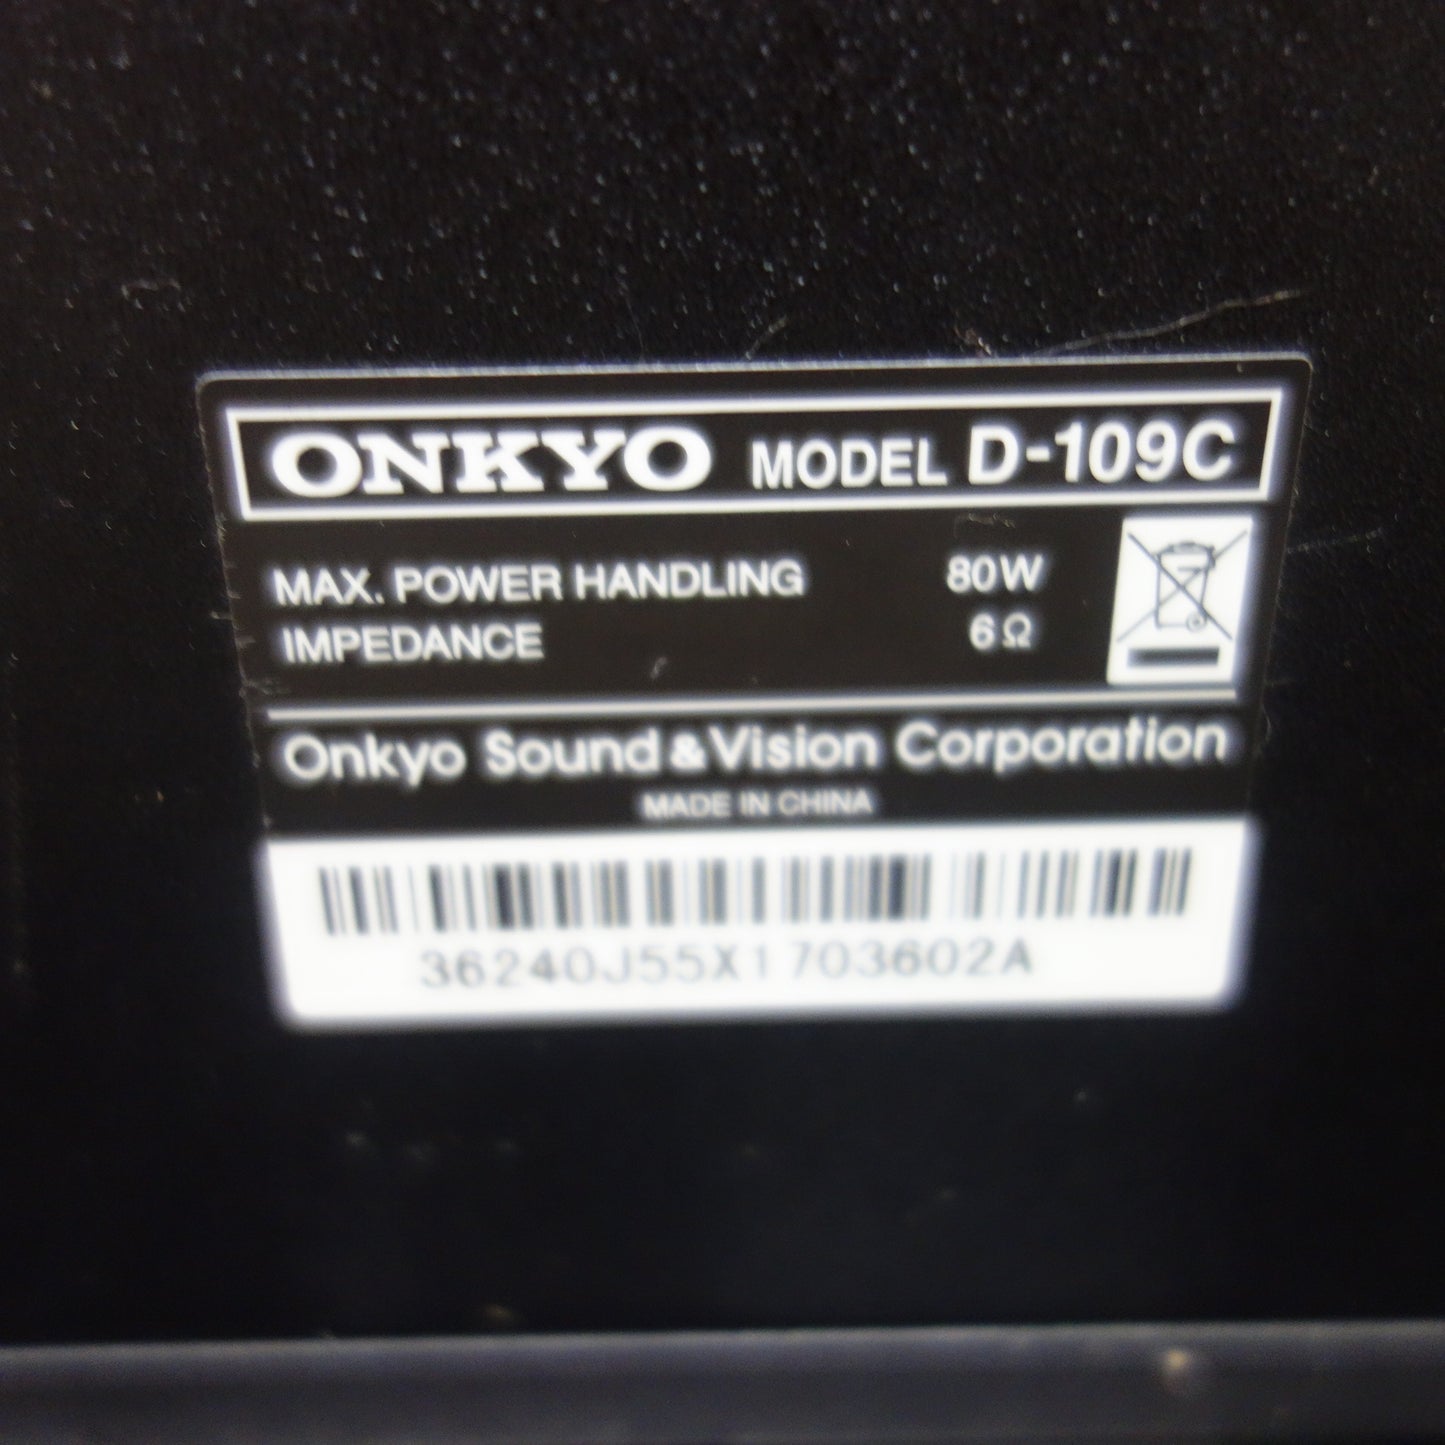 ONKYO MODEL D-109C
MAX. POWER HANDLING 80W
IMPEDANCE 6Ω
Onkyo Sound & Vision Corporation
MADE IN CHINA
36240J55X1703602A